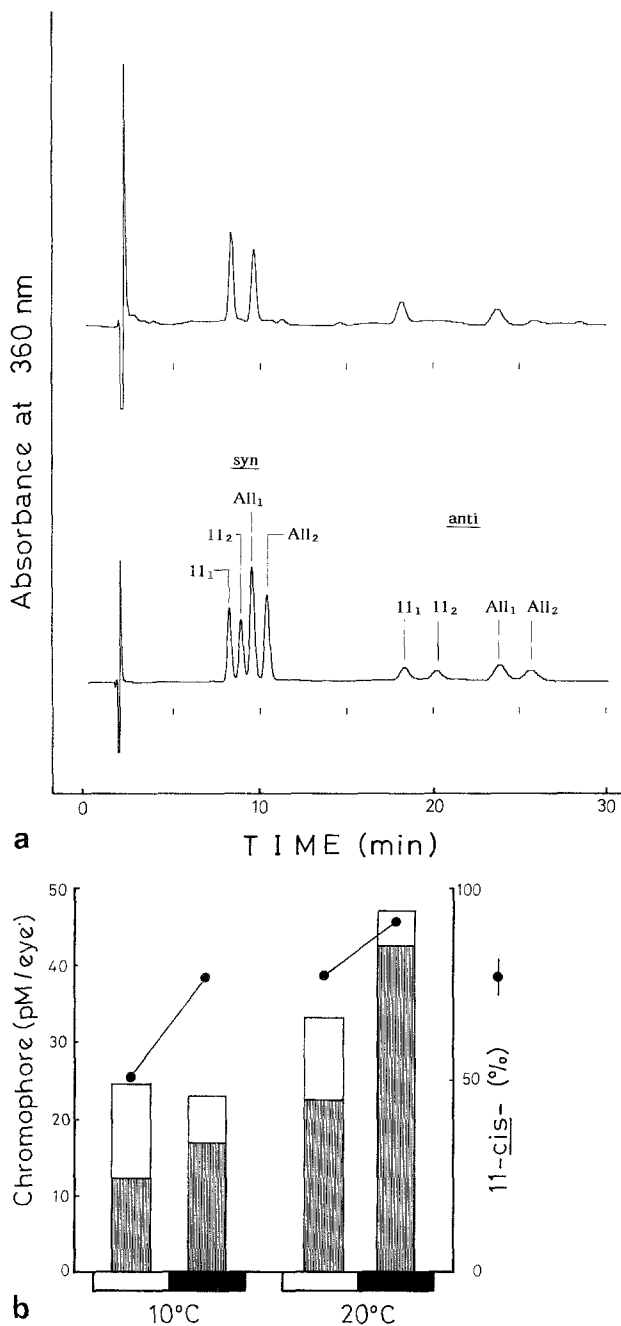 Absorbance at 360 nm
syn
All₁
anti
11₂
All₂
11₁
11₁
11₂
All₁
All₂
0
10
20
30
a
TIME (min)
50
100
40
30
50
20
10
0
0
Chromophore (pM/eye)
11-cis- (%)
b
10°C
20°C